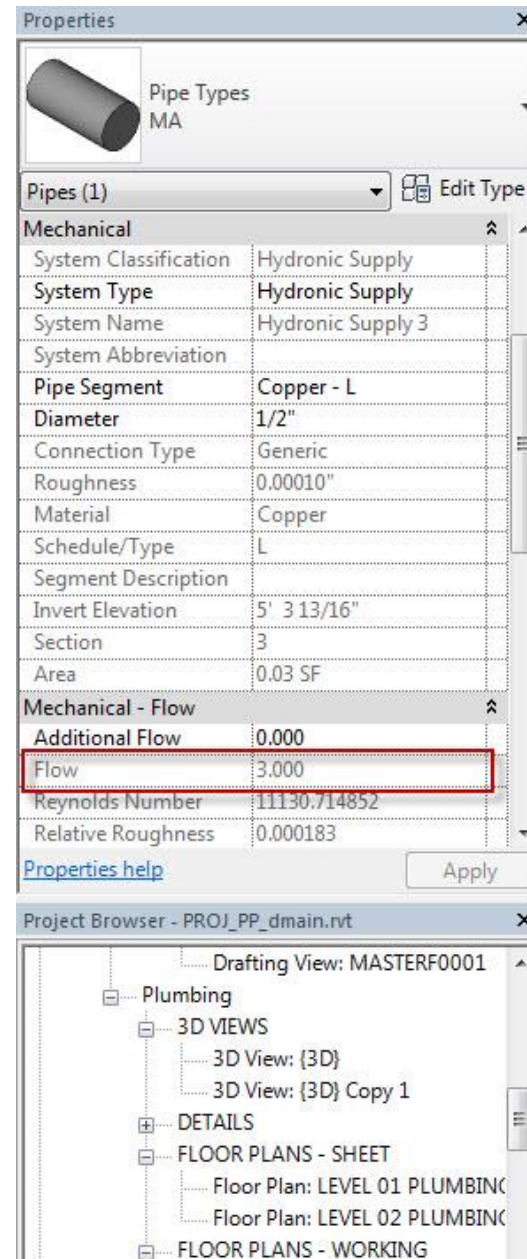 Properties
Pipe Types
MA
Pipes (1) Edit Type
Mechanical
System Classification Hydronic Supply
System Type Hydronic Supply
System Name Hydronic Supply 3
System Abbreviation
Pipe Segment Copper - L
Diameter 1/2"
Connection Type Generic
Roughness 0.00010"
Material Copper
Schedule/Type L
Segment Description
Invert Elevation 5' 3 13/16"
Section 3
Area 0.03 SF
Mechanical - Flow
Additional Flow 0.000
Flow 3.000
Reynolds Number 11130.714852
Relative Roughness 0.000183
Properties help Apply
Project Browser - PROJ_PP_dmain.rvt
Drafting View: MASTERF0001
Plumbing
3D VIEWS
3D View: {3D}
3D View: {3D} Copy 1
DETAILS
FLOOR PLANS - SHEET
Floor Plan: LEVEL 01 PLUMBING
Floor Plan: LEVEL 02 PLUMBING
FLOOR PLANS - WORKING